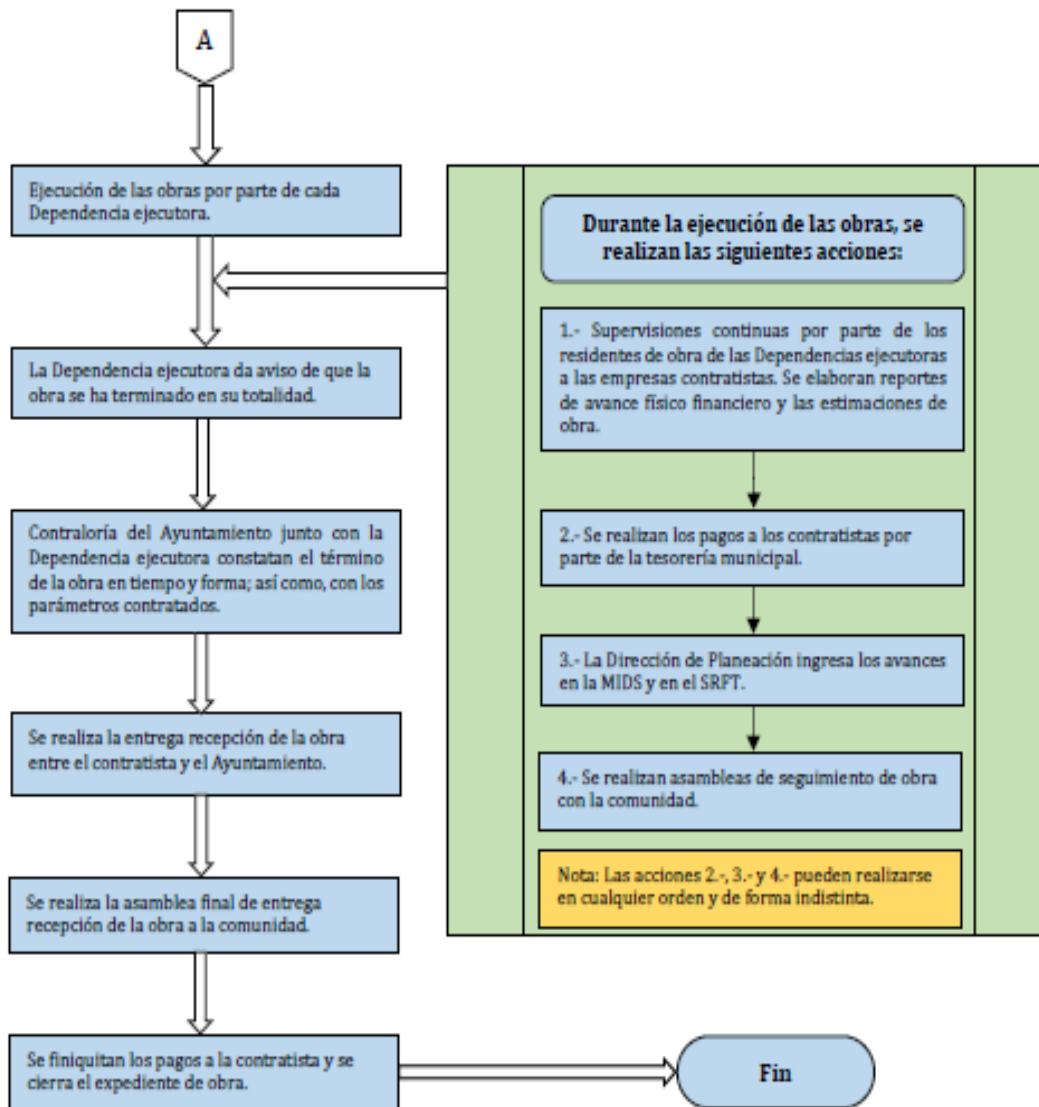 A
Ejecución de las obras por parte de cada
Dependencia ejecutora.
La Dependencia ejecutora da aviso de que la
obra se ha terminado en su totalidad.
Contraloría del Ayuntamiento junto con la
Dependencia ejecutora constatan el término
de la obra en tiempo y forma; así como, con los
parámetros contratados.
Se realiza la entrega recepción de la obra
entre el contratista y el Ayuntamiento.
Se realiza la asamblea final de entrega
recepción de la obra a la comunidad.
Se finiquitan los pagos a la contratista y se
cierra el expediente de obra.
Durante la ejecución de las obras, se
realizan las siguientes acciones:
1.- Supervisiones continuas por parte de los
residentes de obra de las Dependencias ejecutoras
a las empresas contratistas. Se elaboran reportes
de avance físico financiero y las estimaciones de
obra.
2.- Se realizan los pagos a los contratistas por
parte de la tesorería municipal.
3.- La Dirección de Planeación ingresa los avances
en la MIDS y en el SRFT.
4.- Se realizan asambleas de seguimiento de obra
con la comunidad.
Nota: Las acciones 2.-, 3.- y 4.- pueden realizarse
en cualquier orden y de forma indistinta.
Fin